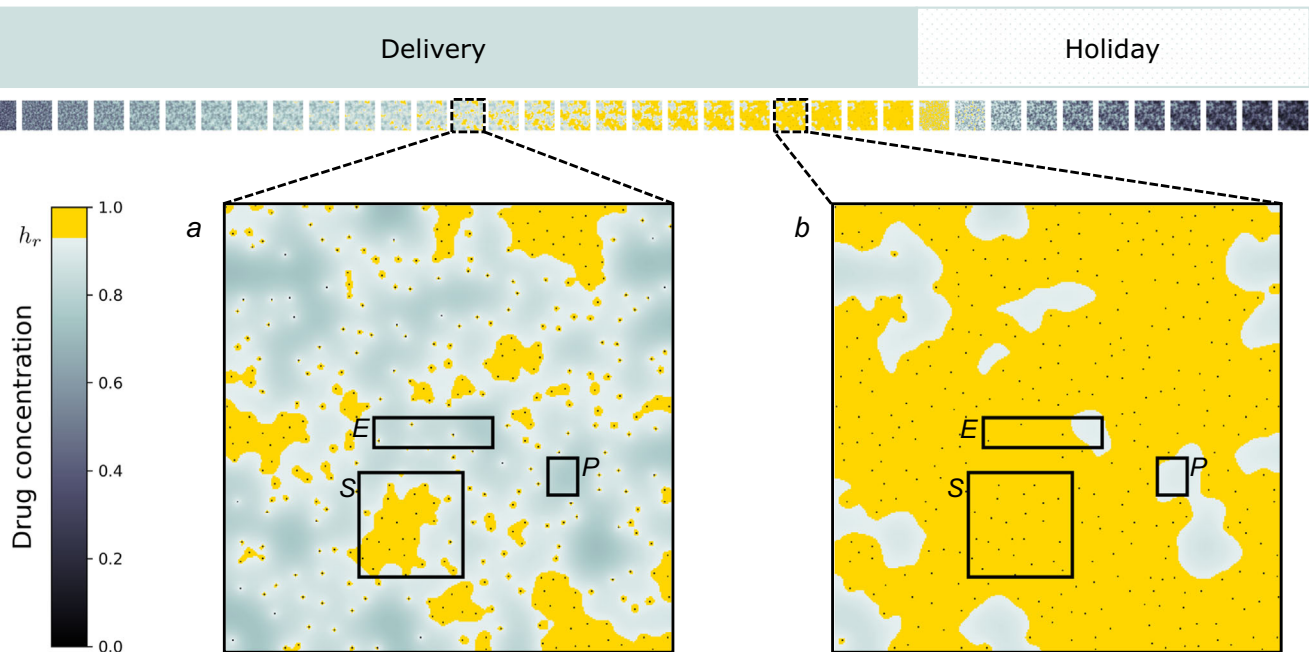 Delivery
Holiday
a
b
1.0
h_r
0.8
0.6
0.4
0.2
0.0
Drug concentration
E
P
S
E
P
S